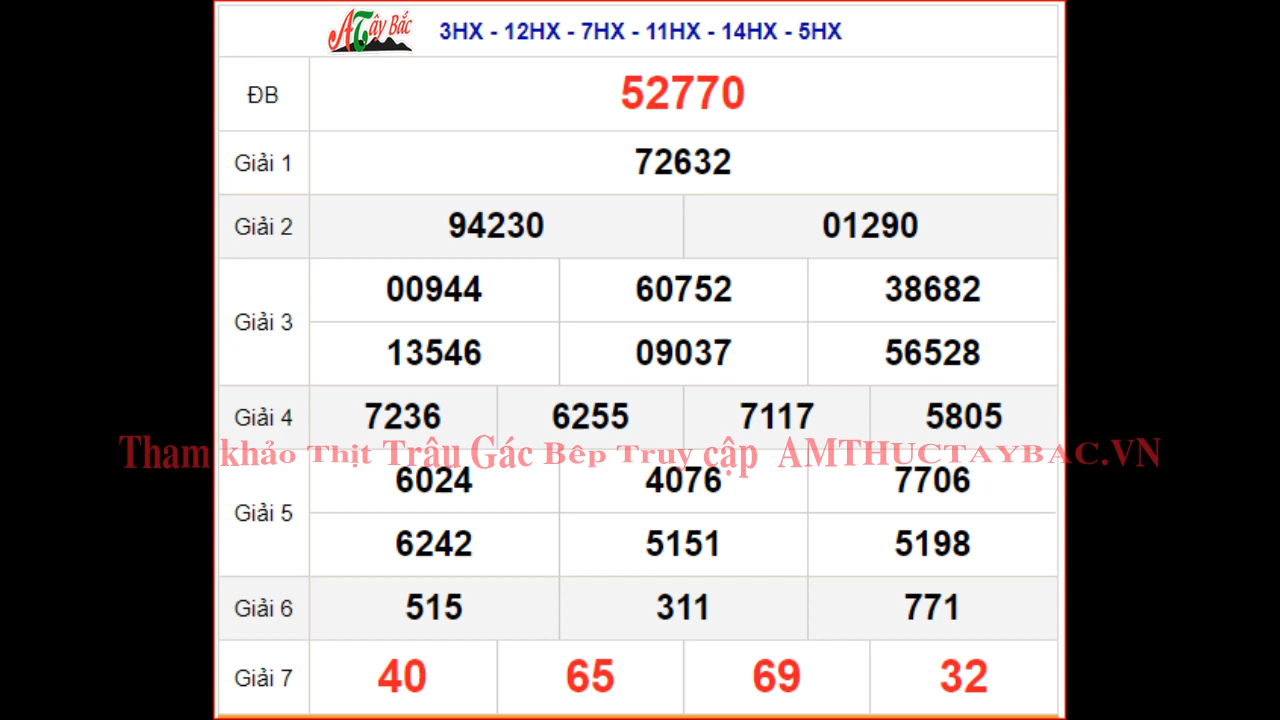 ATây Bắc 3HX - 12HX - 7HX - 11HX - 14HX - 5HX
ĐB 52770
Giải 1 72632
Giải 2 94230 01290
00944 60752 38682
Giải 3
13546 09037 56528
Giải 4 7236 6255 7117 5805
Tham khảo Thịt Trâu Gác Bêp Truy cập AMTHUCTAYBAC.VN
6024 4076 7706
Giải 5
6242 5151 5198
Giải 6 515 311 771
Giải 7 40 65 69 32